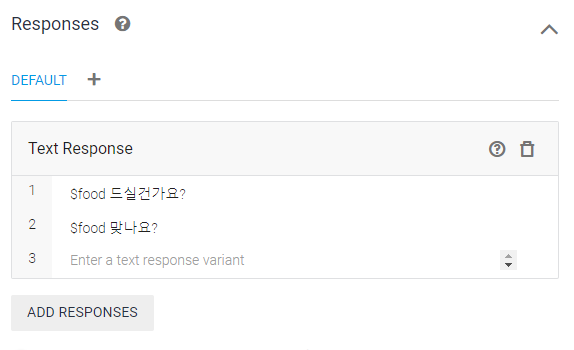 Responses
DEFAULT
Text Response
1 $food 드실건가요?
2 $food 맞나요?
3 Enter a text response variant
ADD RESPONSES